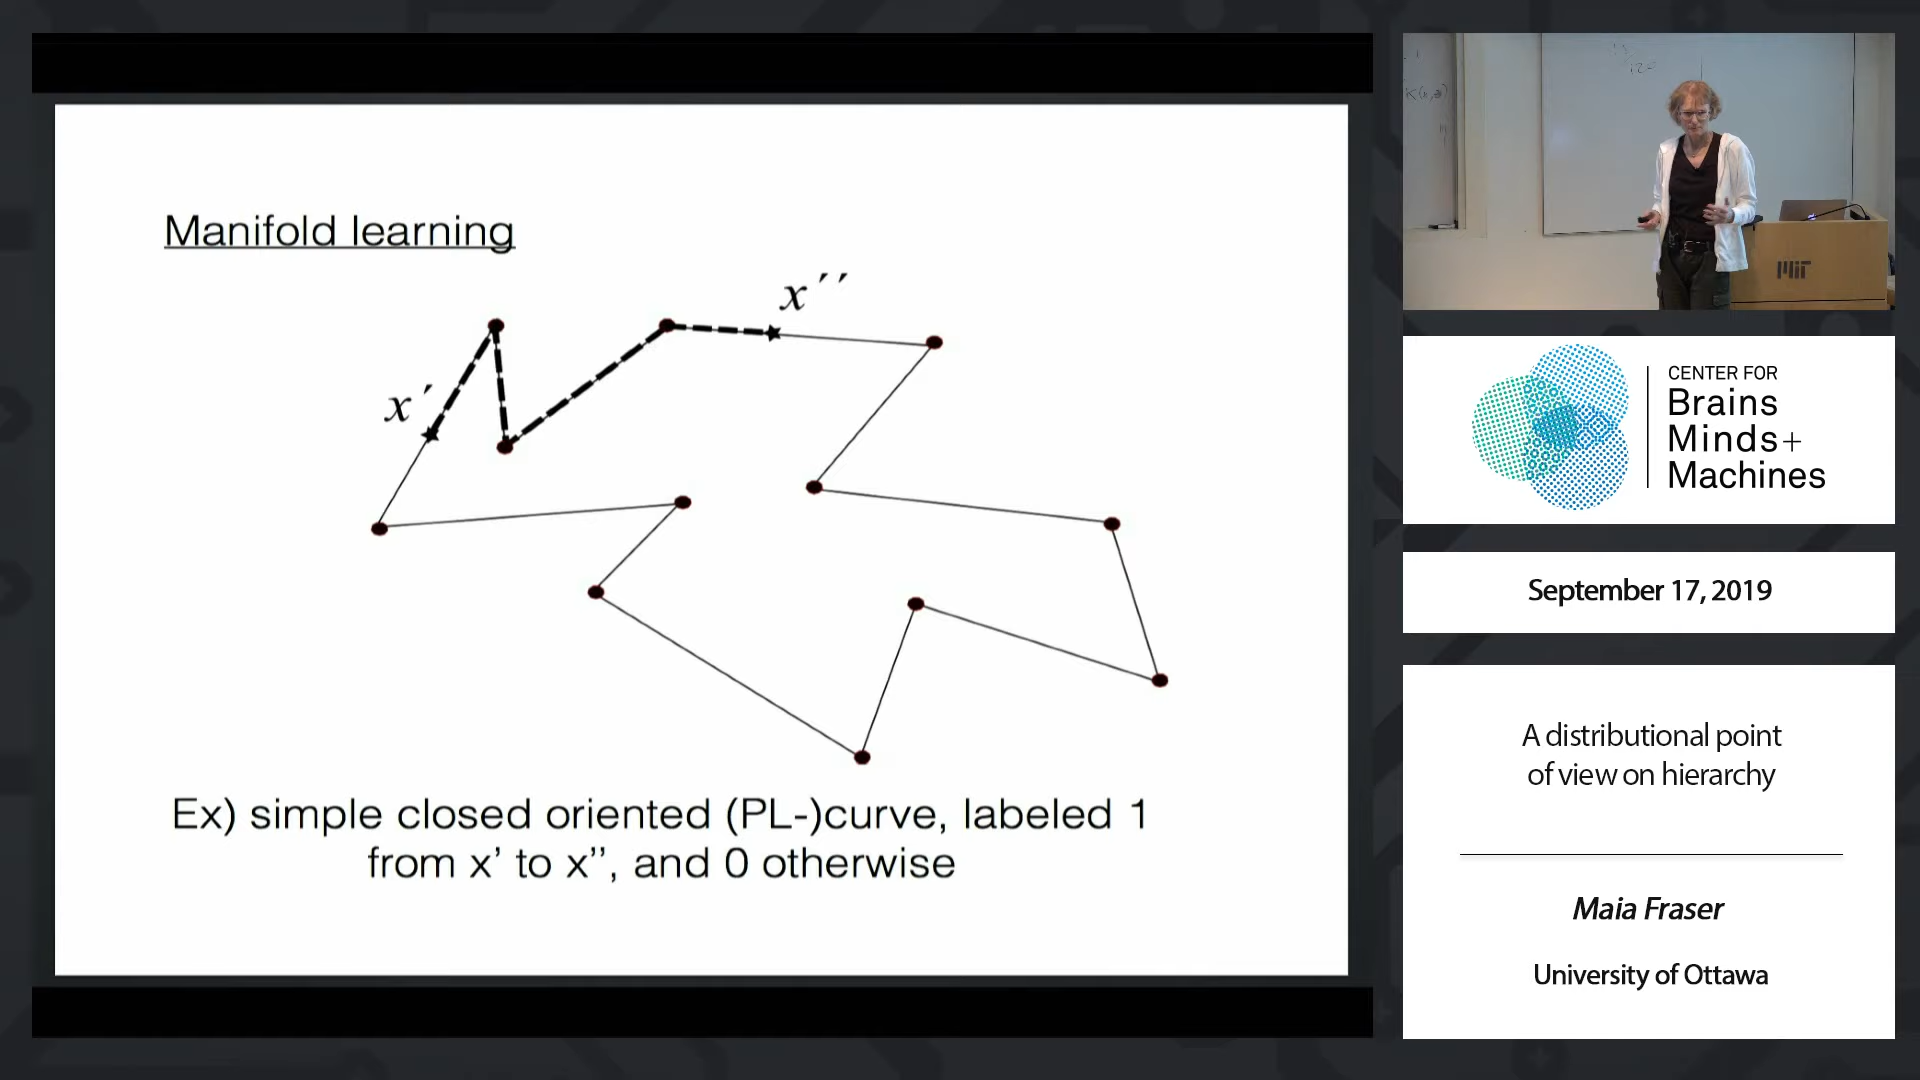 Manifold learning
x´´
x´
Ex) simple closed oriented (PL-)curve, labeled 1
from x’ to x’’, and 0 otherwise
K(x,
MIT
CENTER FOR
Brains
Minds+
Machines
September 17, 2019
A distributional point
of view on hierarchy
Maia Fraser
University of Ottawa